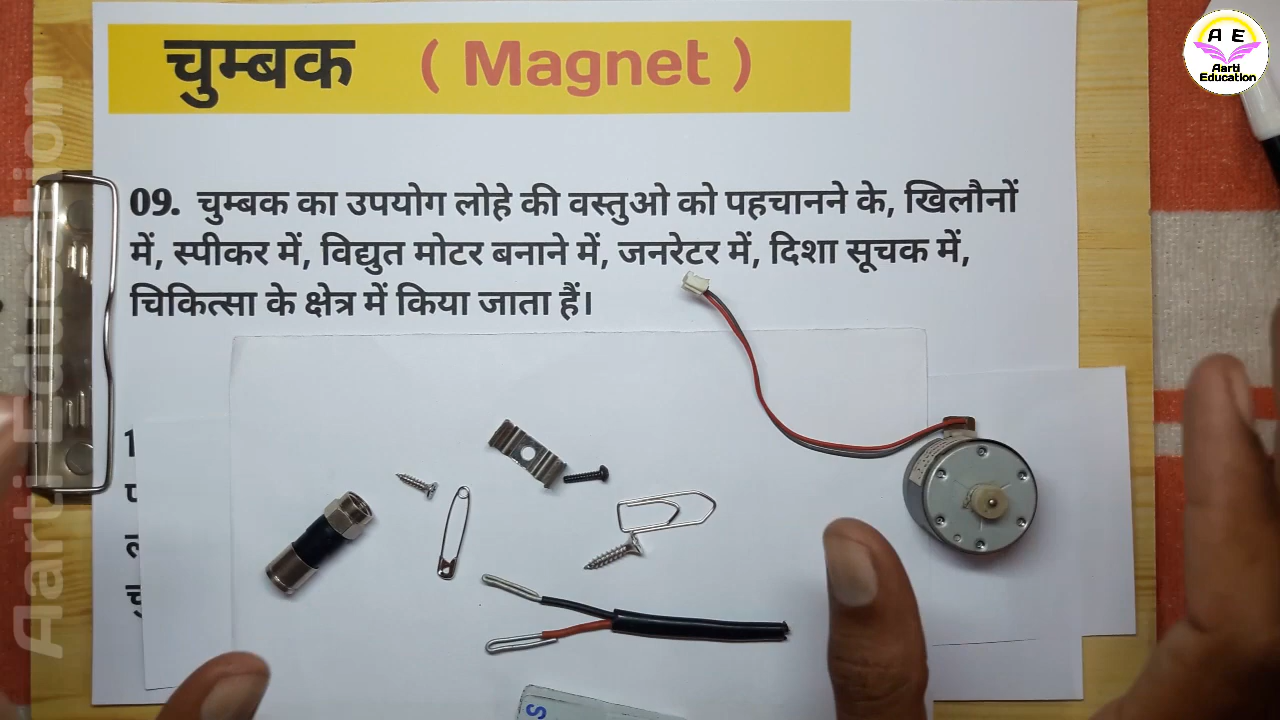 चुम्बक ( Magnet )
A E
Aarti
Education
09. चुम्बक का उपयोग लोहे की वस्तुओ को पहचानने के, खिलौनों
में, स्पीकर में, विद्युत मोटर बनाने में, जनरेटर में, दिशा सूचक में,
चिकित्सा के क्षेत्र में किया जाता हैं।
Aarti Education